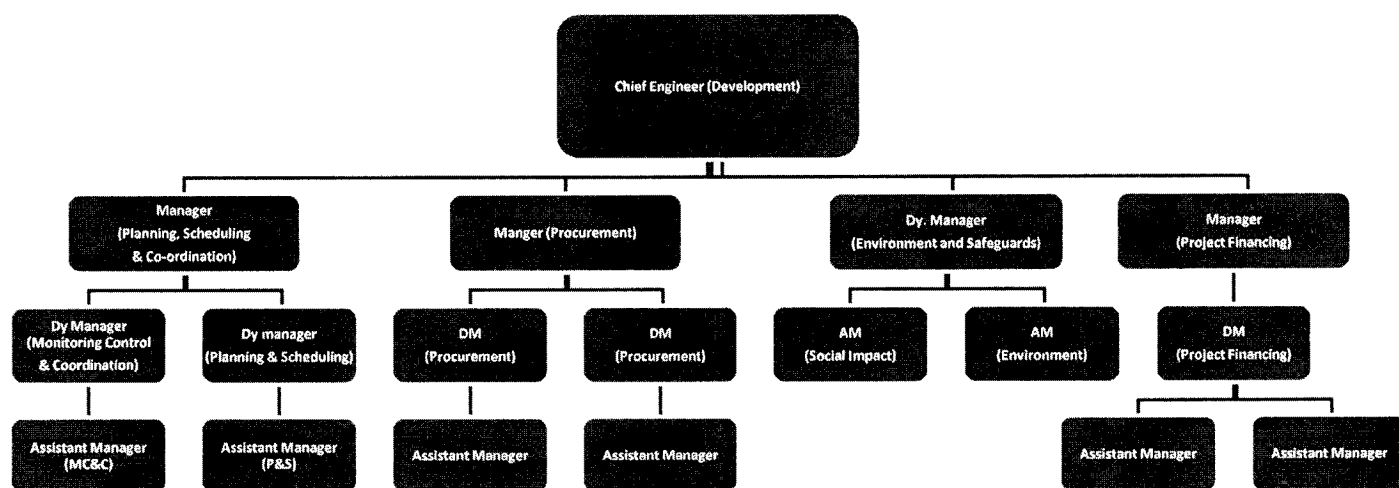 Chief Engineer (Development)
Manager
(Planning, Scheduling
& Co-ordination)
Manger (Procurement)
Dy. Manager
(Environment and Safeguards)
Manager
(Project Financing)
Dy Manager
(Monitoring Control
& Coordination)
Dy manager
(Planning & Scheduling)
DM
(Procurement)
DM
(Procurement)
AM
(Social Impact)
AM
(Environment)
DM
(Project Financing)
Assistant Manager
(MC&C)
Assistant Manager
(P&S)
Assistant Manager
Assistant Manager
Assistant Manager
Assistant Manager